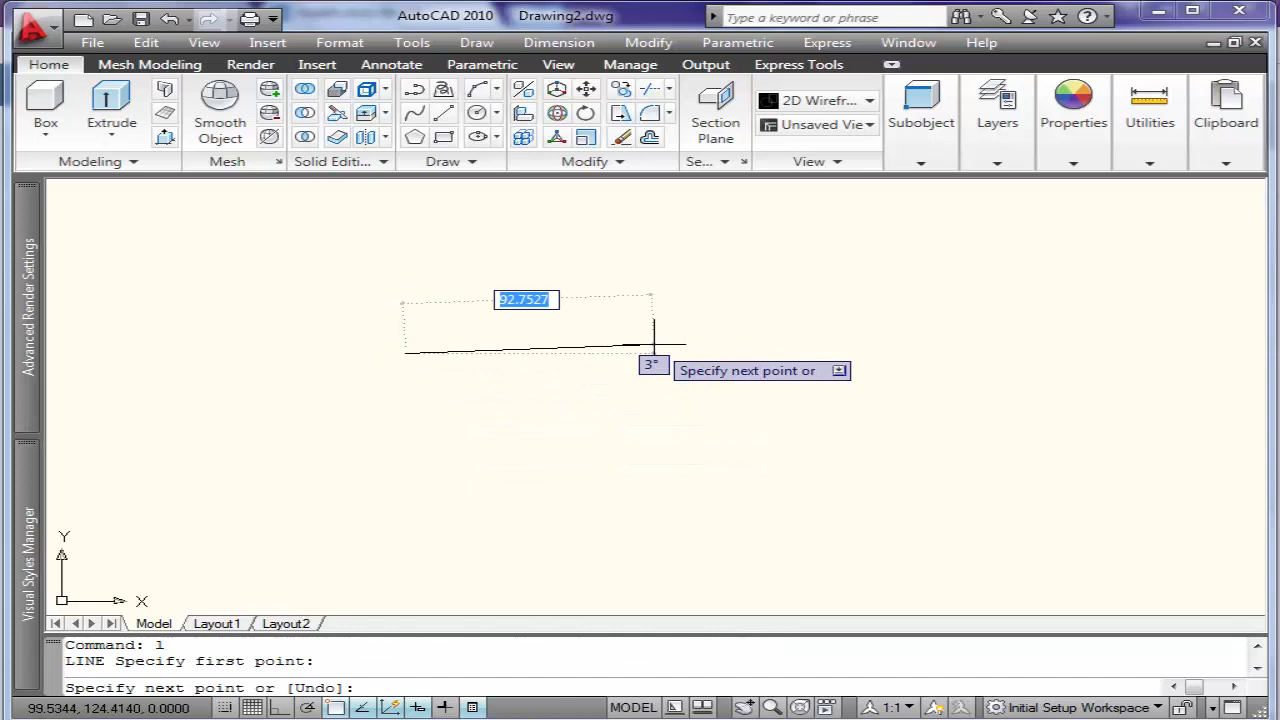 AutoCAD 2010 Drawing2.dwg Type a keyword or phrase
File Edit View Insert Format Tools Draw Dimension Modify Parametric Express Window Help
Home Mesh Modeling Render Insert Annotate Parametric View Manage Output Express Tools
Box
Extrude
Smooth
Object
Section
Plane
2D Wirefr...
Unsaved Vie
Subobject
Layers
Properties
Utilities
Clipboard
Modeling Mesh Solid Editi... Draw Modify Se... View
Advanced Render Settings
Visual Styles Manager
92.7527
3°
Specify next point or
Y
X
Model Layout1 Layout2
Command: l
LINE Specify first point:
Specify next point or [Undo]:
99.5344, 124.4140, 0.0000 MODEL 1:1 Initial Setup Workspace